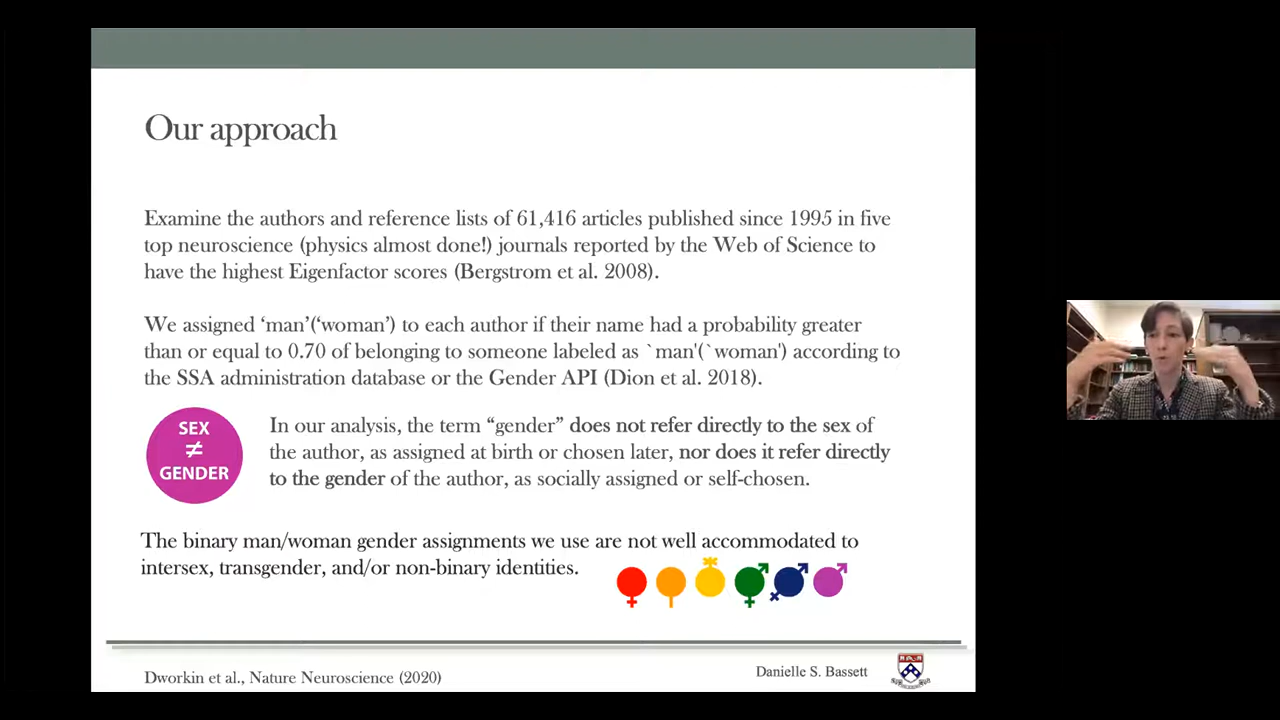 Our approach
Examine the authors and reference lists of 61,416 articles published since 1995 in five
top neuroscience (physics almost done!) journals reported by the Web of Science to
have the highest Eigenfactor scores (Bergstrom et al. 2008).
We assigned ‘man’(‘woman’) to each author if their name had a probability greater
than or equal to 0.70 of belonging to someone labeled as `man'(`woman') according to
the SSA administration database or the Gender API (Dion et al. 2018).
SEX
≠
GENDER
In our analysis, the term “gender” does not refer directly to the sex of
the author, as assigned at birth or chosen later, nor does it refer directly
to the gender of the author, as socially assigned or self-chosen.
The binary man/woman gender assignments we use are not well accommodated to
intersex, transgender, and/or non-binary identities.
Dworkin et al., Nature Neuroscience (2020)
Danielle S. Bassett